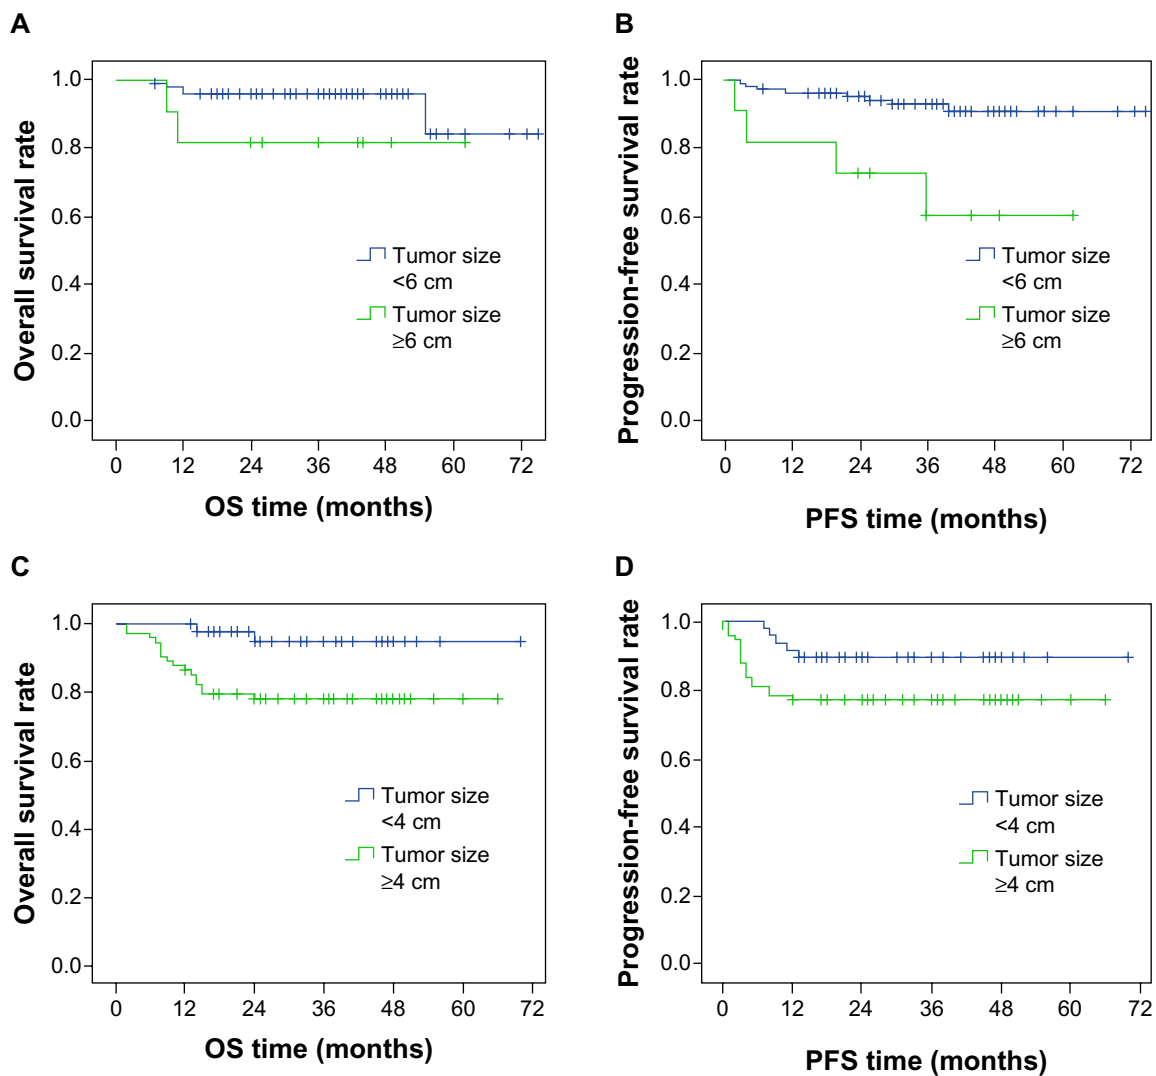 A
Overall survival rate
1.0
0.8
0.6
0.4
0.2
0.0
0 12 24 36 48 60 72
OS time (months)
Tumor size
<6 cm
Tumor size
≥6 cm
B
Progression-free survival rate
1.0
0.8
0.6
0.4
0.2
0.0
0 12 24 36 48 60 72
PFS time (months)
Tumor size
<6 cm
Tumor size
≥6 cm
C
Overall survival rate
1.0
0.8
0.6
0.4
0.2
0.0
0 12 24 36 48 60 72
OS time (months)
Tumor size
<4 cm
Tumor size
≥4 cm
D
Progression-free survival rate
1.0
0.8
0.6
0.4
0.2
0.0
0 12 24 36 48 60 72
PFS time (months)
Tumor size
<4 cm
Tumor size
≥4 cm